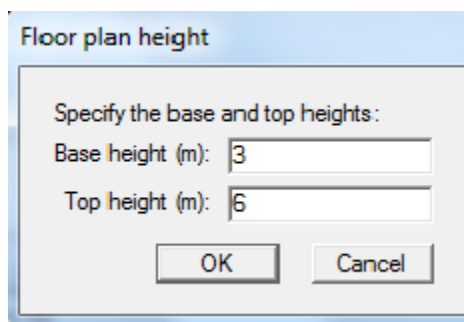 Floor plan height
Specify the base and top heights:
Base height (m): 3
Top height (m): 6
OK Cancel